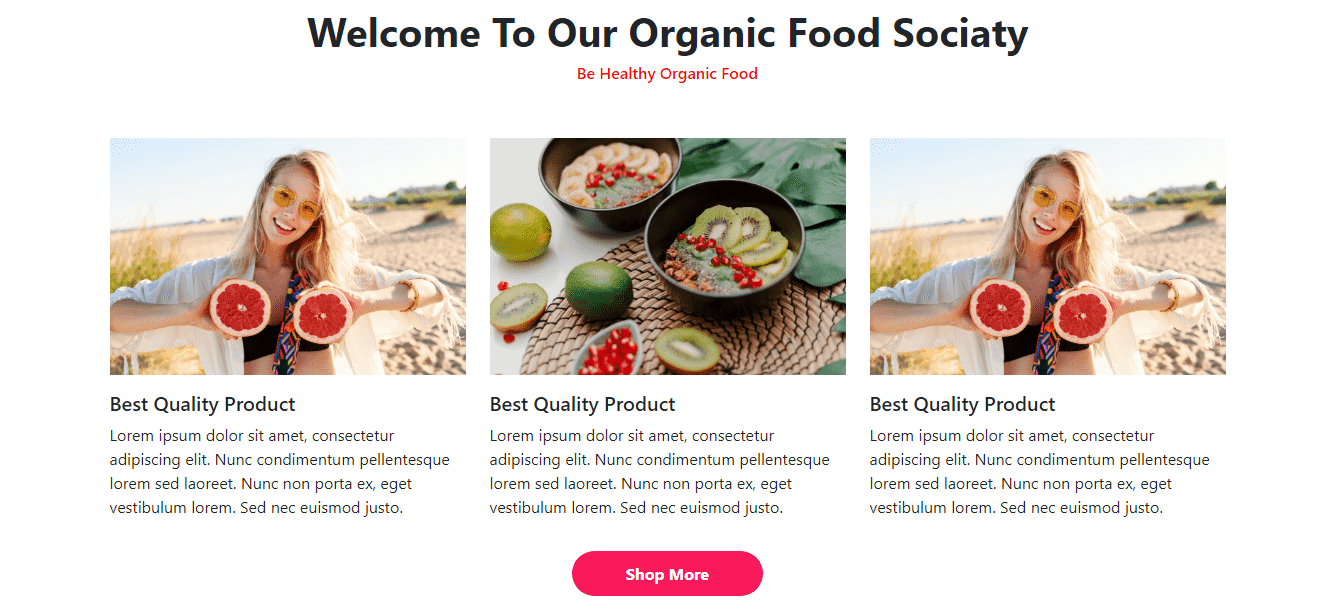 Welcome To Our Organic Food Sociaty
Be Healthy Organic Food
Best Quality Product
Lorem ipsum dolor sit amet, consectetur
adipiscing elit. Nunc condimentum pellentesque
lorem sed laoreet. Nunc non porta ex, eget
vestibulum lorem. Sed nec euismod justo.
Best Quality Product
Lorem ipsum dolor sit amet, consectetur
adipiscing elit. Nunc condimentum pellentesque
lorem sed laoreet. Nunc non porta ex, eget
vestibulum lorem. Sed nec euismod justo.
Best Quality Product
Lorem ipsum dolor sit amet, consectetur
adipiscing elit. Nunc condimentum pellentesque
lorem sed laoreet. Nunc non porta ex, eget
vestibulum lorem. Sed nec euismod justo.
Shop More